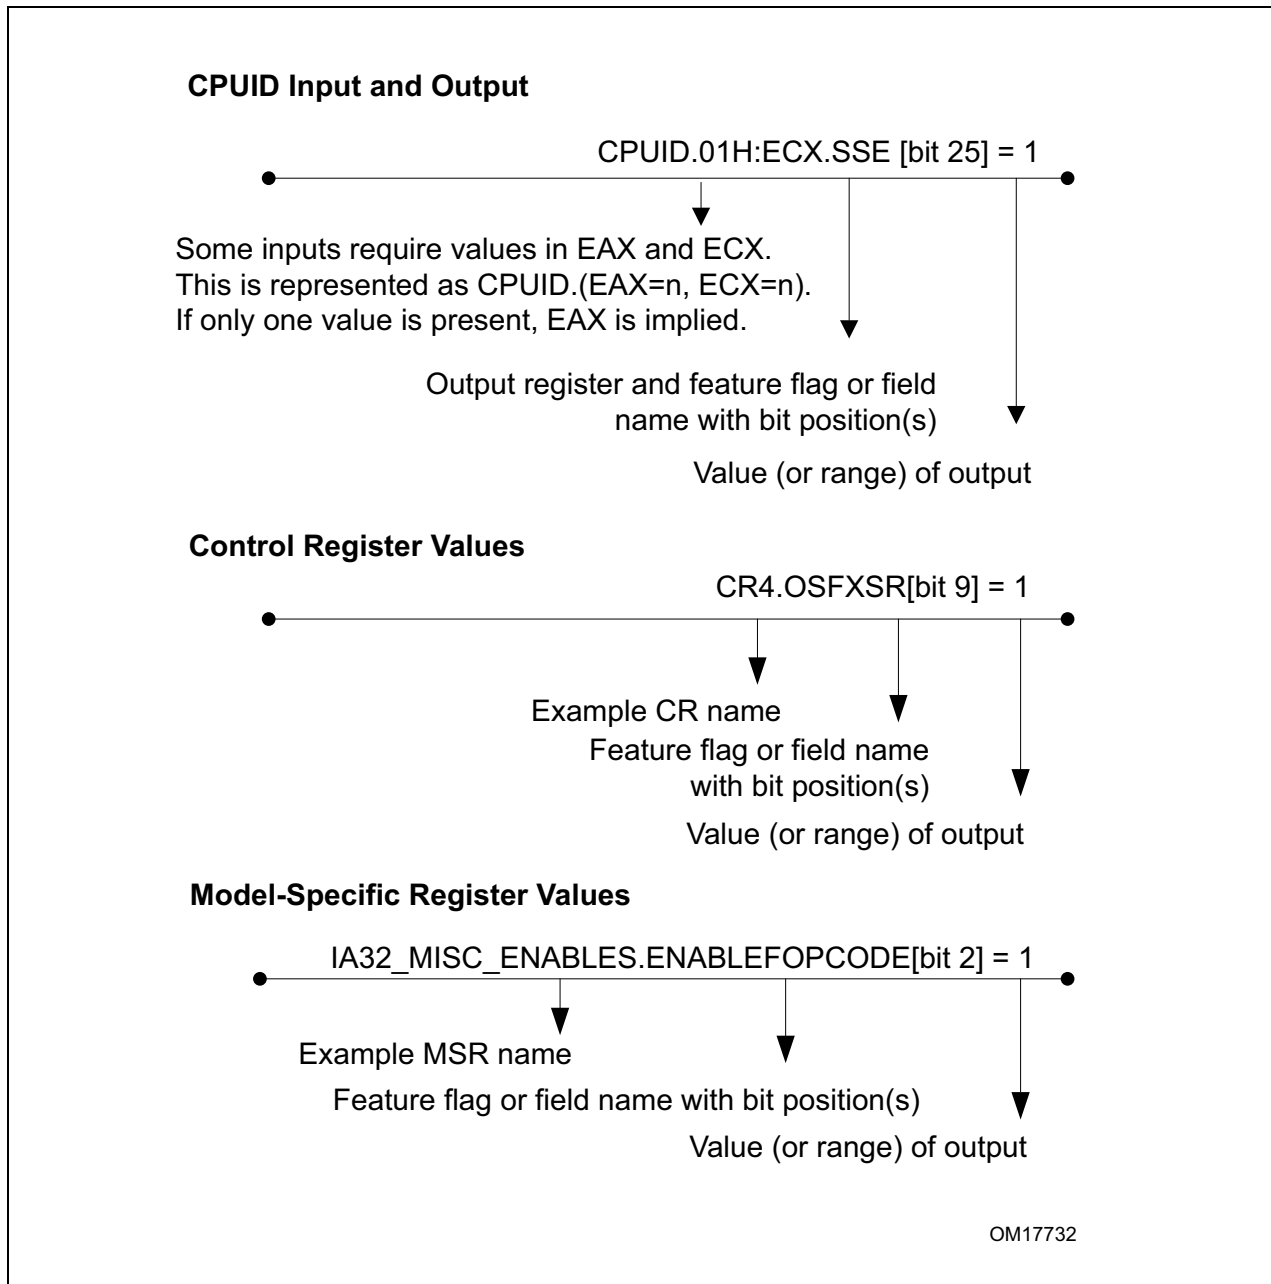 CPUID Input and Output
CPUID.01H:ECX.SSE [bit 25] = 1
Some inputs require values in EAX and ECX.
This is represented as CPUID.(EAX=n, ECX=n).
If only one value is present, EAX is implied.
Output register and feature flag or field
name with bit position(s)
Value (or range) of output
Control Register Values
CR4.OSFXSR[bit 9] = 1
Example CR name
Feature flag or field name
with bit position(s)
Value (or range) of output
Model-Specific Register Values
IA32_MISC_ENABLES.ENABLEFOPCODE[bit 2] = 1
Example MSR name
Feature flag or field name with bit position(s)
Value (or range) of output
OM17732